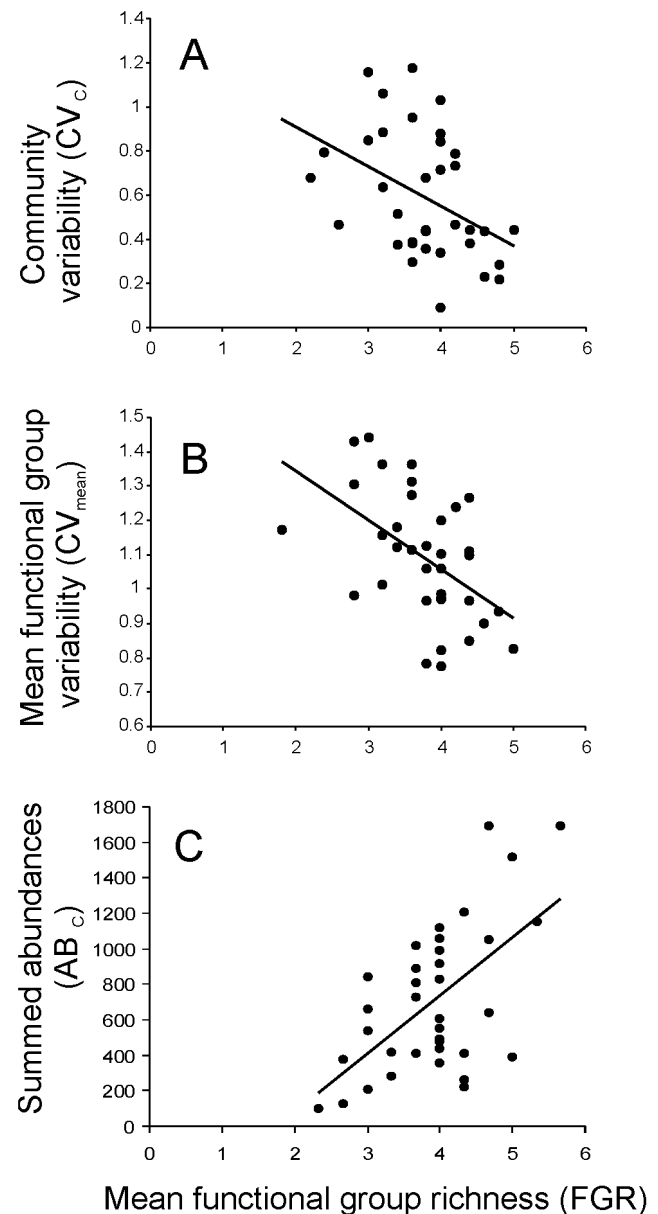 A
Community
variability (CV C)
1.4
1.2
1
0.8
0.6
0.4
0.2
0
0 1 2 3 4 5 6
B
Mean functional group
variability (CVmean)
1.5
1.4
1.3
1.2
1.1
1
0.9
0.8
0.7
0.6
0 1 2 3 4 5 6
C
Summed abundances
(AB C)
1800
1600
1400
1200
1000
800
600
400
200
0
0 1 2 3 4 5 6
Mean functional group richness (FGR)